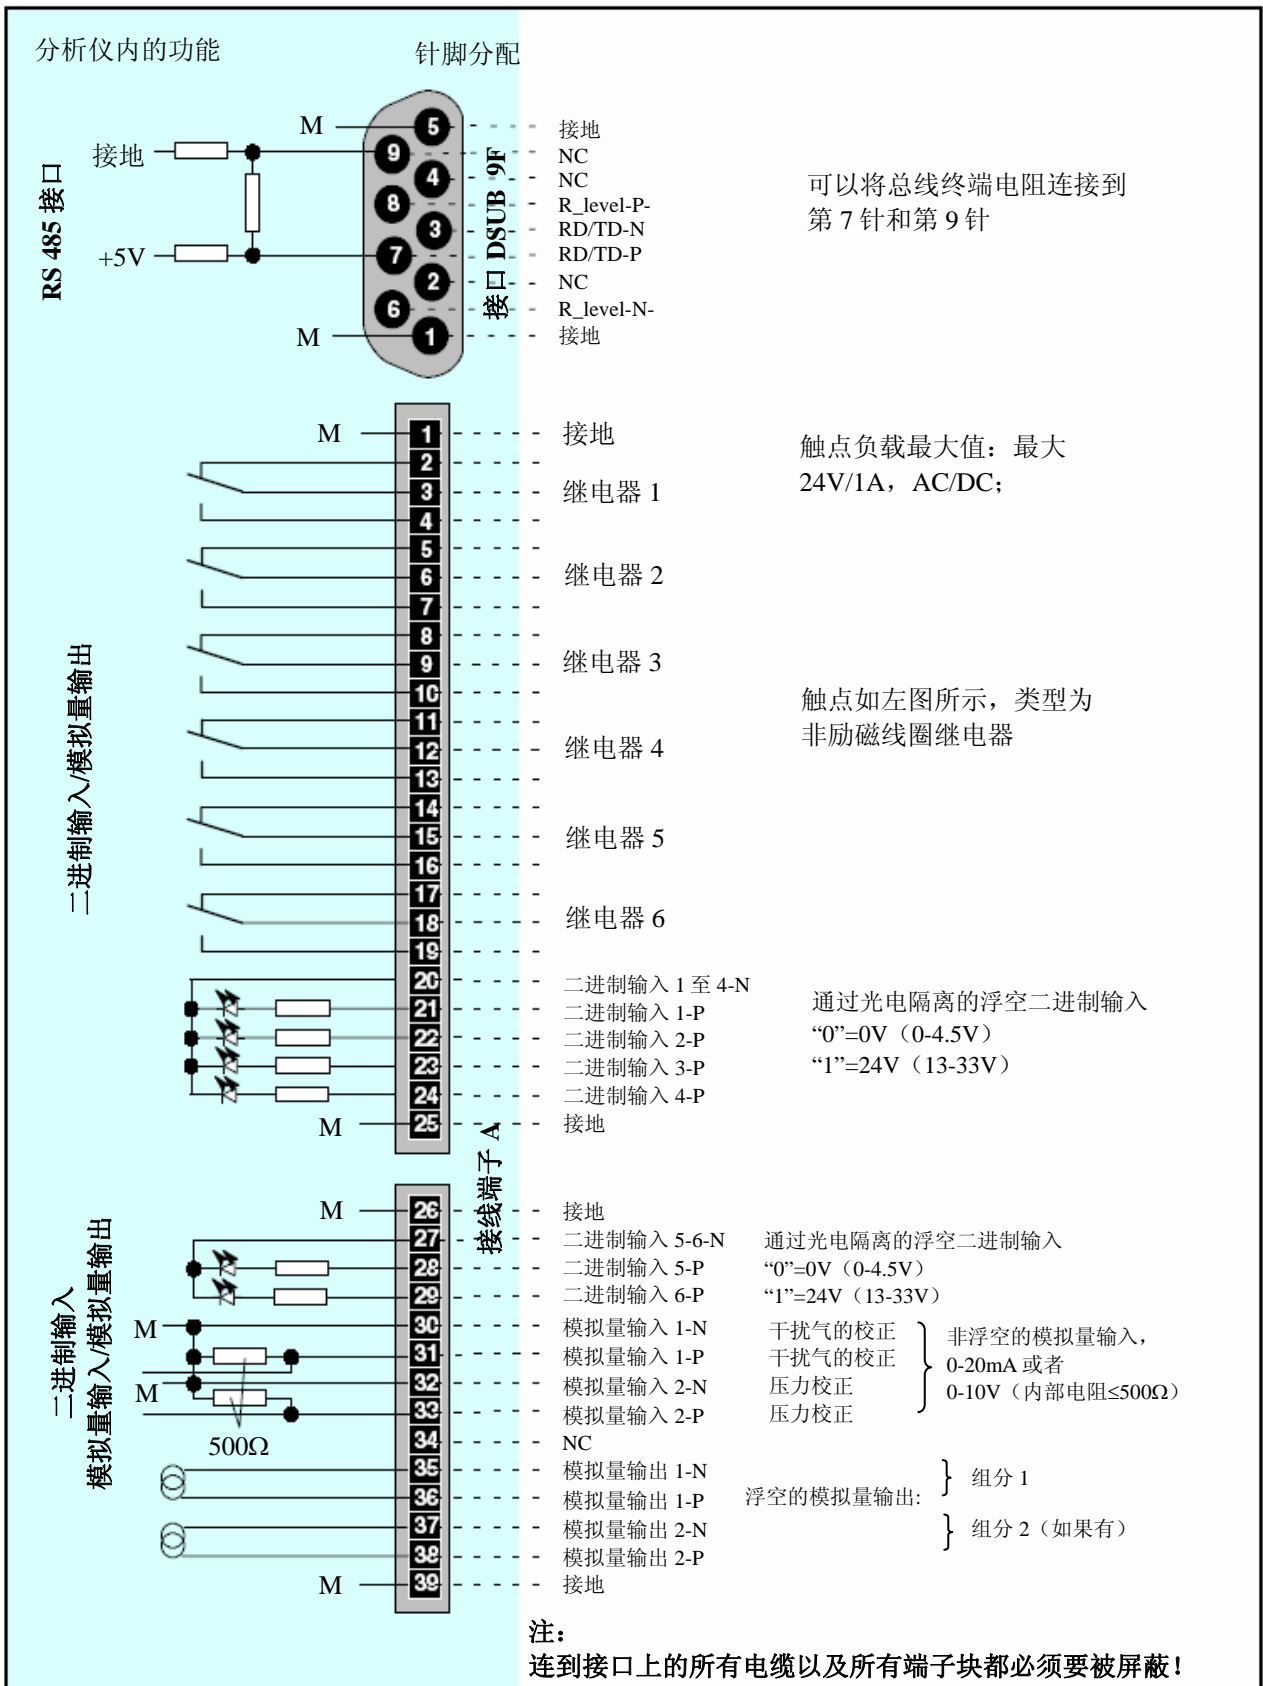 分析仪内的功能
针脚分配
RS 485 接口
接地
+5V
M
M
5
9
4
8
3
7
2
6
1
接口 DSUB 9F
接地
NC
NC
R_level-P-
RD/TD-N
RD/TD-P
NC
R_level-N-
接地
可以将总线终端电阻连接到
第 7 针和第 9 针
二进制输入/模拟量输出
M
1
2
3
4
5
6
7
8
9
10
11
12
13
14
15
16
17
18
19
20
21
22
23
24
25
M
接地
继电器 1
继电器 2
继电器 3
继电器 4
继电器 5
继电器 6
二进制输入 1 至 4-N
二进制输入 1-P
二进制输入 2-P
二进制输入 3-P
二进制输入 4-P
接地
触点负载最大值：最大
24V/1A，AC/DC；
触点如左图所示，类型为
非励磁线圈继电器
通过光电隔离的浮空二进制输入
“0”=0V（0-4.5V）
“1”=24V（13-33V）
接线端子 A
二进制输入
模拟量输入/模拟量输出
M
M
M
500Ω
M
26
27
28
29
30
31
32
33
34
35
36
37
38
39
接地
二进制输入 5-6-N
二进制输入 5-P
二进制输入 6-P
模拟量输入 1-N
模拟量输入 1-P
模拟量输入 2-N
模拟量输入 2-P
NC
模拟量输出 1-N
模拟量输出 1-P
模拟量输出 2-N
模拟量输出 2-P
接地
通过光电隔离的浮空二进制输入
“0”=0V（0-4.5V）
“1”=24V（13-33V）
干扰气的校正
干扰气的校正
压力校正
压力校正
非浮空的模拟量输入，
0-20mA 或者
0-10V（内部电阻≤500Ω）
浮空的模拟量输出:
组分 1
组分 2（如果有）
注：
连到接口上的所有电缆以及所有端子块都必须要被屏蔽！